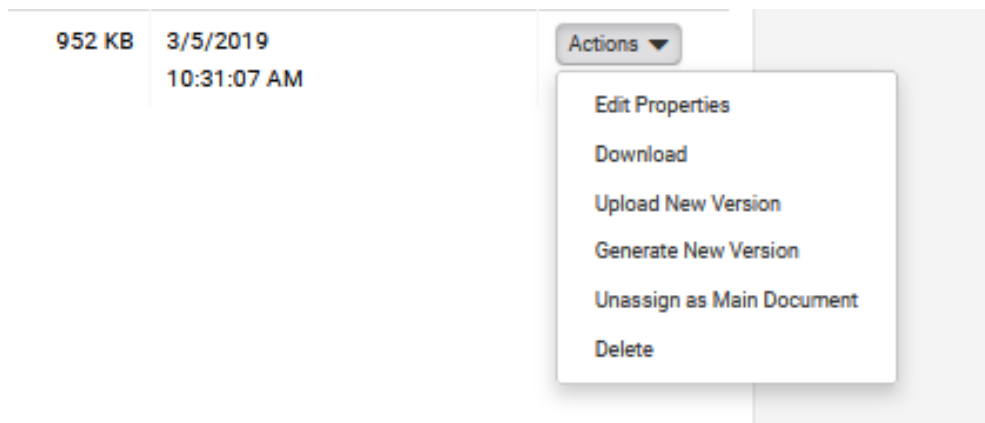 952 KB
3/5/2019
10:31:07 AM
Actions
Edit Properties
Download
Upload New Version
Generate New Version
Unassign as Main Document
Delete